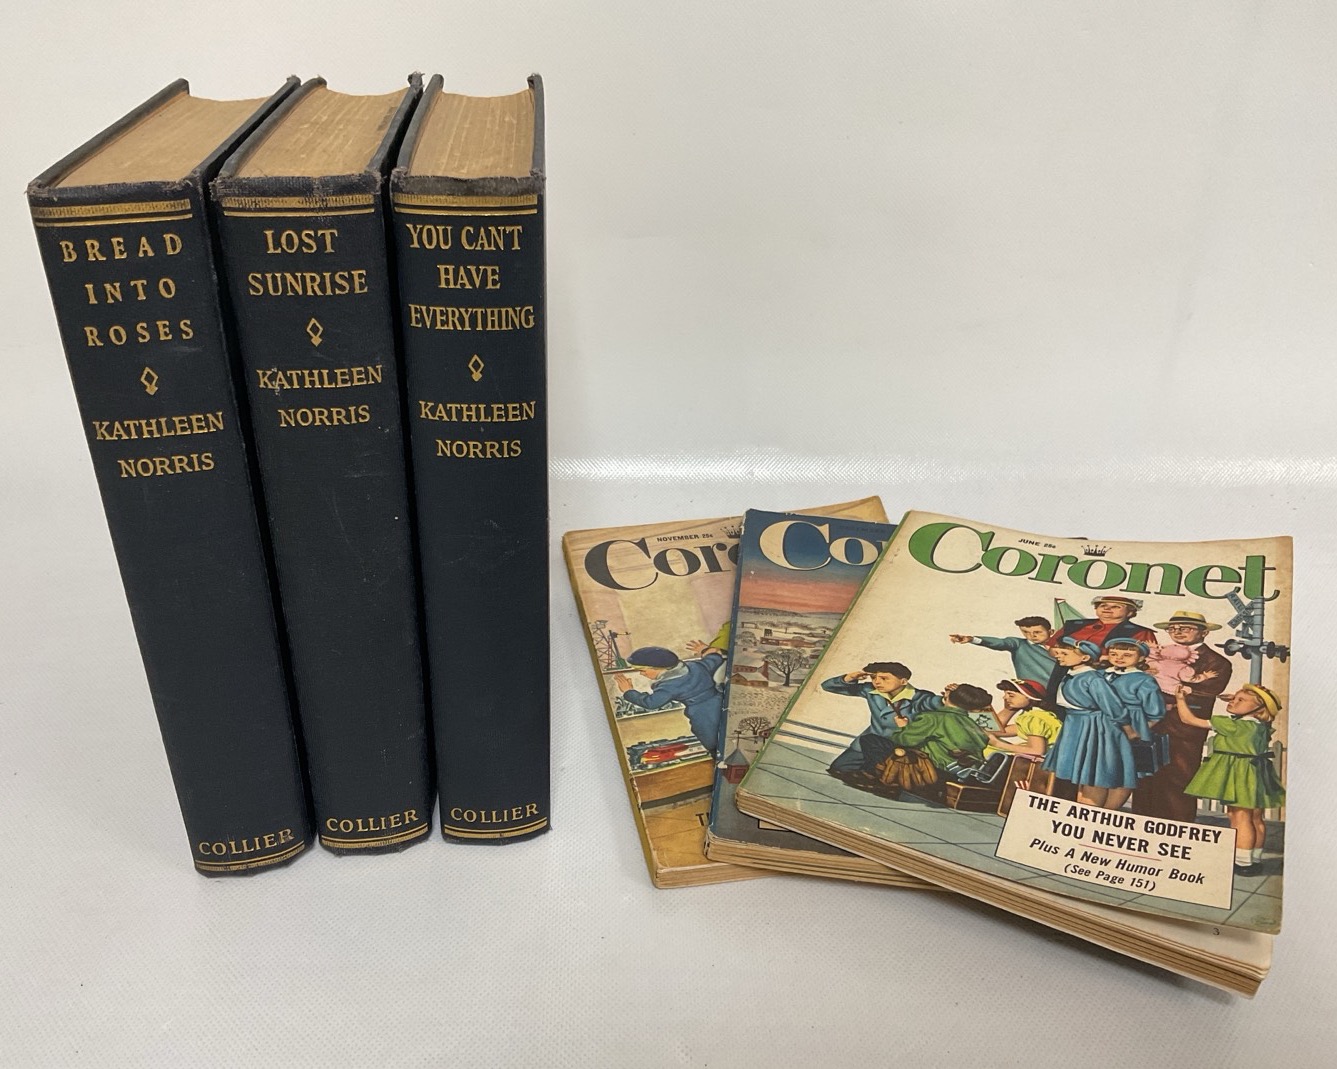 BREAD
INTO
ROSES
KATHLEEN
NORRIS
COLLIER
LOST
SUNRISE
KATHLEEN
NORRIS
COLLIER
YOU CAN'T
HAVE
EVERYTHING
KATHLEEN
NORRIS
COLLIER
NOVEMBER 25¢
Coro
Co
JUNE 25¢
Coronet
THE ARTHUR GODFREY
YOU NEVER SEE
Plus A New Humor Book
(See Page 151)
3